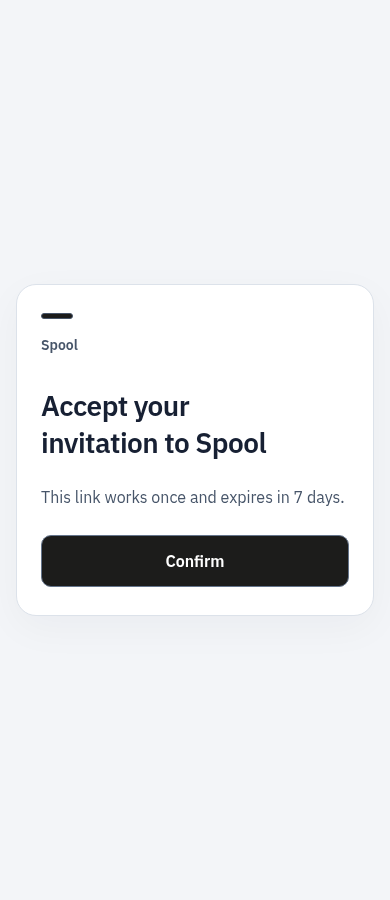 Spool
Accept your
invitation to Spool
This link works once and expires in 7 days.
Confirm